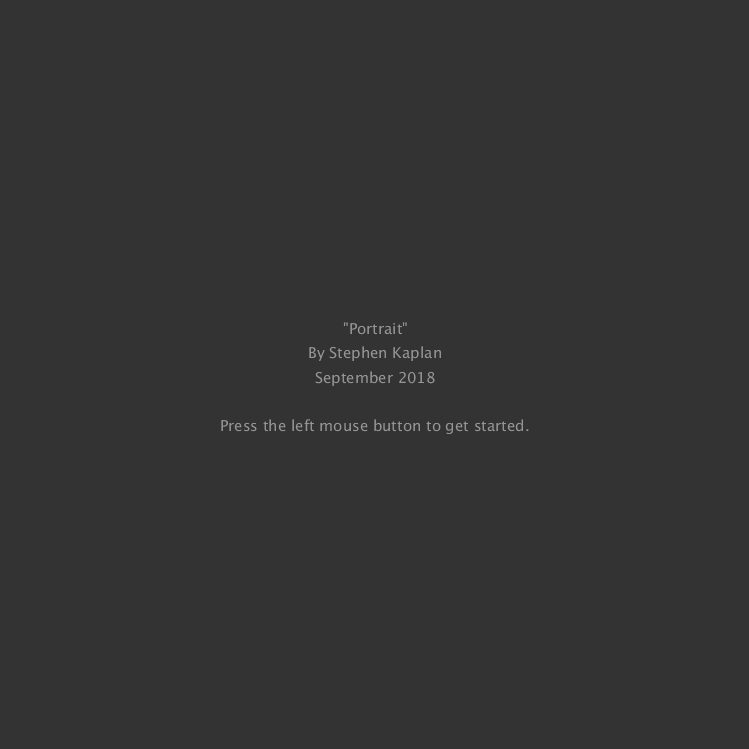 "Portrait"
By Stephen Kaplan
September 2018
Press the left mouse button to get started.